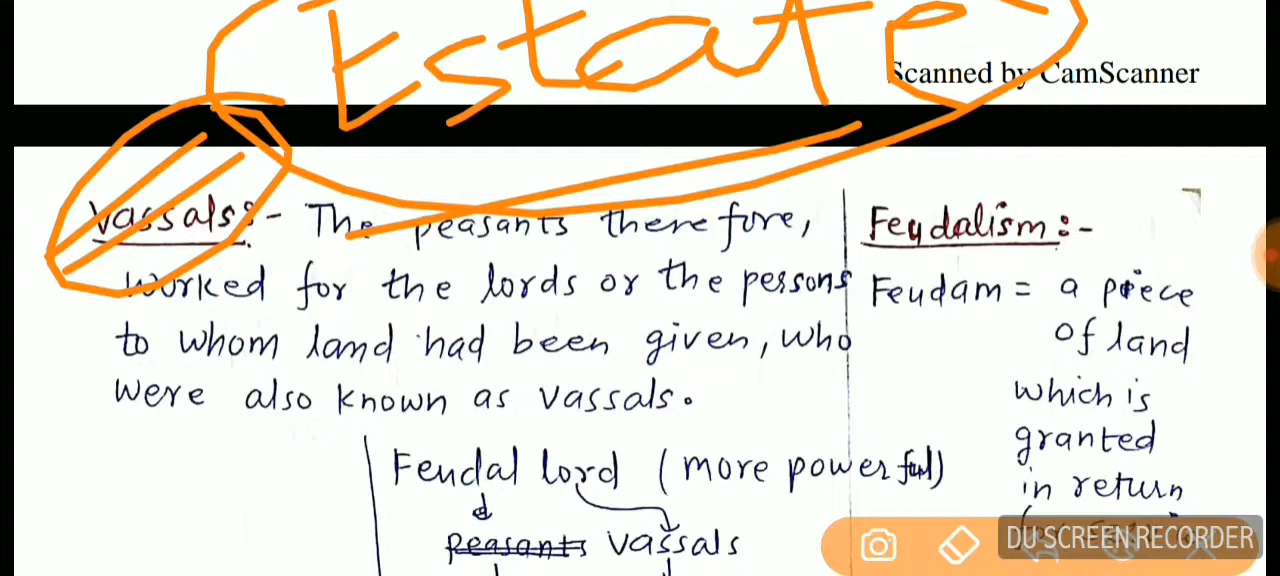 Estate
Scanned by CamScanner
Vassals:- The peasants therefore,
worked for the lords or the persons
to whom land had been given, who
were also known as vassals.
Feudalism:-
Feudam = a piece
of land
which is
granted
in return
Feudal lord (more powerful)
peasants vassals
DU SCREEN RECORDER